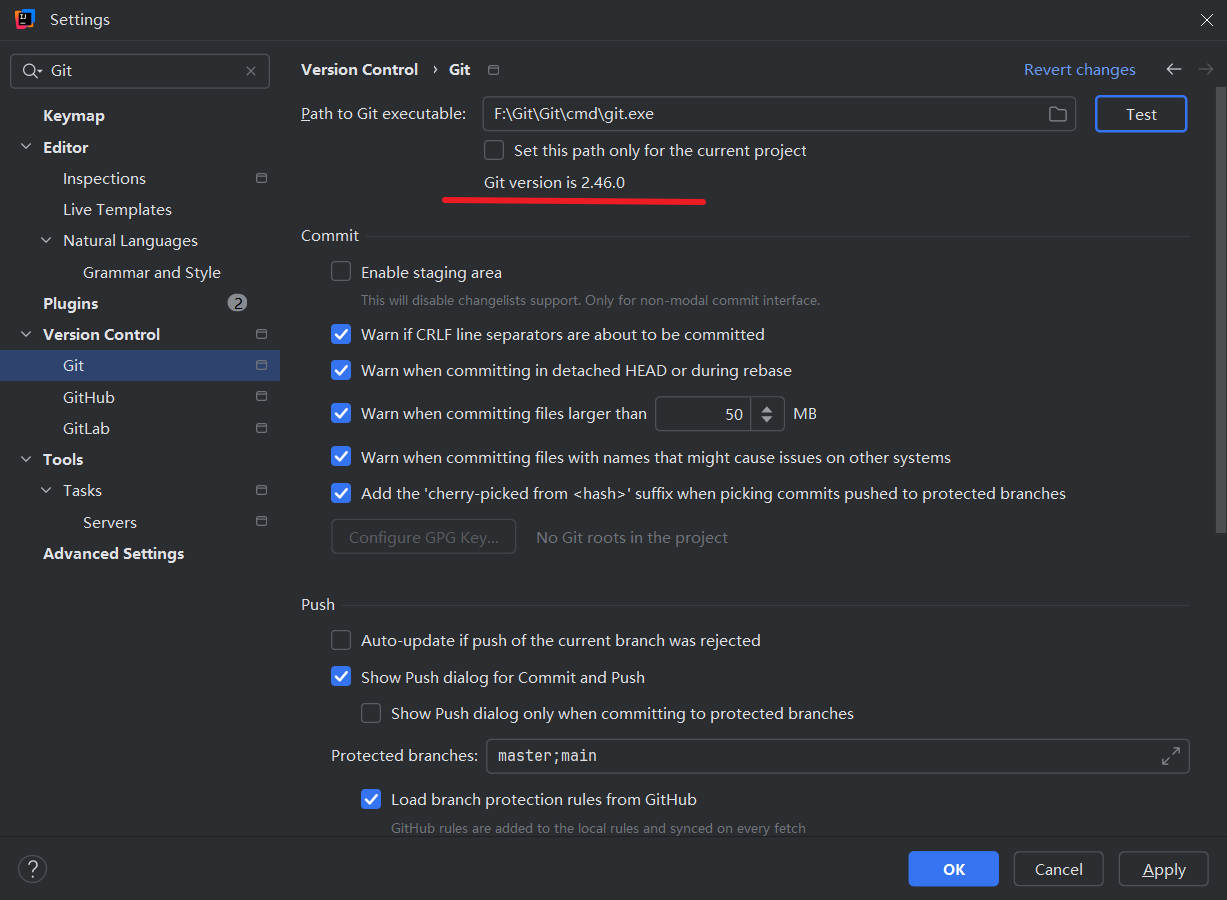 Settings
Git
Keymap
Editor
Inspections
Live Templates
Natural Languages
Grammar and Style
Plugins 2
Version Control
Git
GitHub
GitLab
Tools
Tasks
Servers
Advanced Settings
Version Control › Git
Revert changes
Path to Git executable: F:\Git\Git\cmd\git.exe Test
Set this path only for the current project
Git version is 2.46.0
Commit
Enable staging area
This will disable changelists support. Only for non-modal commit interface.
Warn if CRLF line separators are about to be committed
Warn when committing in detached HEAD or during rebase
Warn when committing files larger than 50 MB
Warn when committing files with names that might cause issues on other systems
Add the 'cherry-picked from <hash>' suffix when picking commits pushed to protected branches
Configure GPG Key... No Git roots in the project
Push
Auto-update if push of the current branch was rejected
Show Push dialog for Commit and Push
Show Push dialog only when committing to protected branches
Protected branches: master;main
Load branch protection rules from GitHub
GitHub rules are added to the local rules and synced on every fetch
? OK Cancel Apply